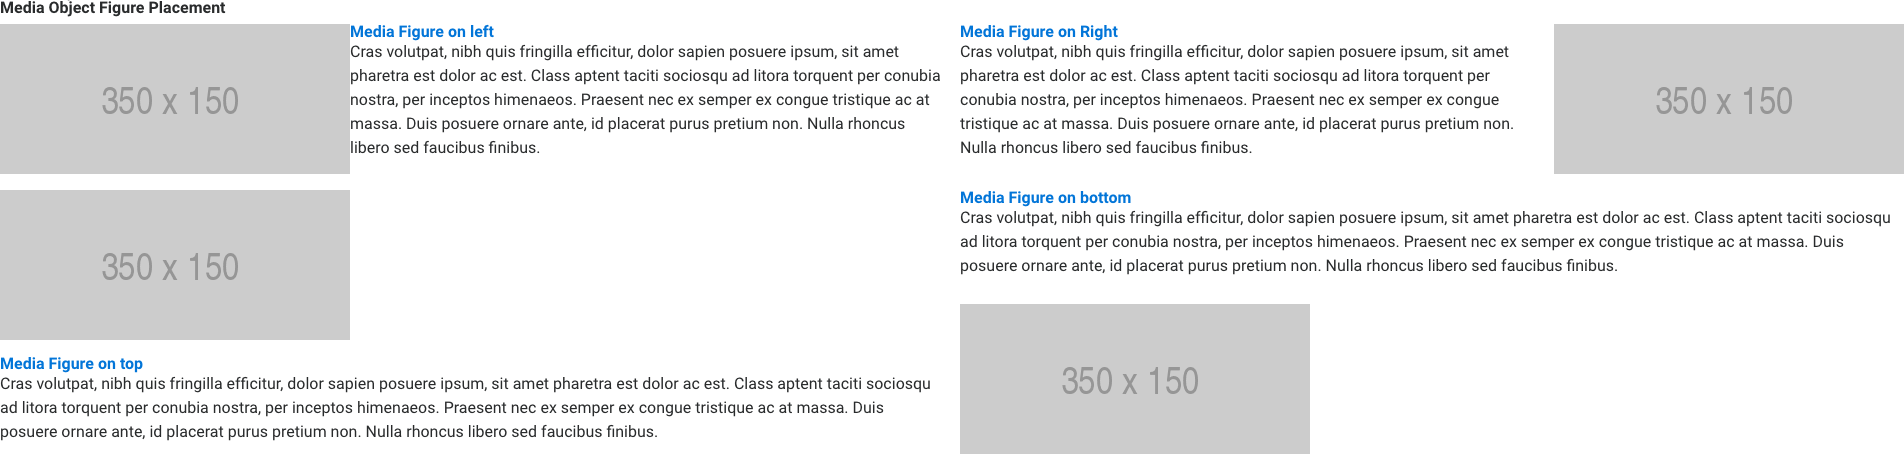 Media Object Figure Placement
350 x 150
Media Figure on left
Cras volutpat, nibh quis fringilla efficitur, dolor sapien posuere ipsum, sit amet
pharetra est dolor ac est. Class aptent taciti sociosqu ad litora torquent per conubia
nostra, per inceptos himenaeos. Praesent nec ex semper ex congue tristique ac at
massa. Duis posuere ornare ante, id placerat purus pretium non. Nulla rhoncus
libero sed faucibus finibus.
Media Figure on Right
Cras volutpat, nibh quis fringilla efficitur, dolor sapien posuere ipsum, sit amet
pharetra est dolor ac est. Class aptent taciti sociosqu ad litora torquent per
conubia nostra, per inceptos himenaeos. Praesent nec ex semper ex congue
tristique ac at massa. Duis posuere ornare ante, id placerat purus pretium non.
Nulla rhoncus libero sed faucibus finibus.
350 x 150
350 x 150
Media Figure on top
Cras volutpat, nibh quis fringilla efficitur, dolor sapien posuere ipsum, sit amet pharetra est dolor ac est. Class aptent taciti sociosqu
ad litora torquent per conubia nostra, per inceptos himenaeos. Praesent nec ex semper ex congue tristique ac at massa. Duis
posuere ornare ante, id placerat purus pretium non. Nulla rhoncus libero sed faucibus finibus.
Media Figure on bottom
Cras volutpat, nibh quis fringilla efficitur, dolor sapien posuere ipsum, sit amet pharetra est dolor ac est. Class aptent taciti sociosqu
ad litora torquent per conubia nostra, per inceptos himenaeos. Praesent nec ex semper ex congue tristique ac at massa. Duis
posuere ornare ante, id placerat purus pretium non. Nulla rhoncus libero sed faucibus finibus.
350 x 150